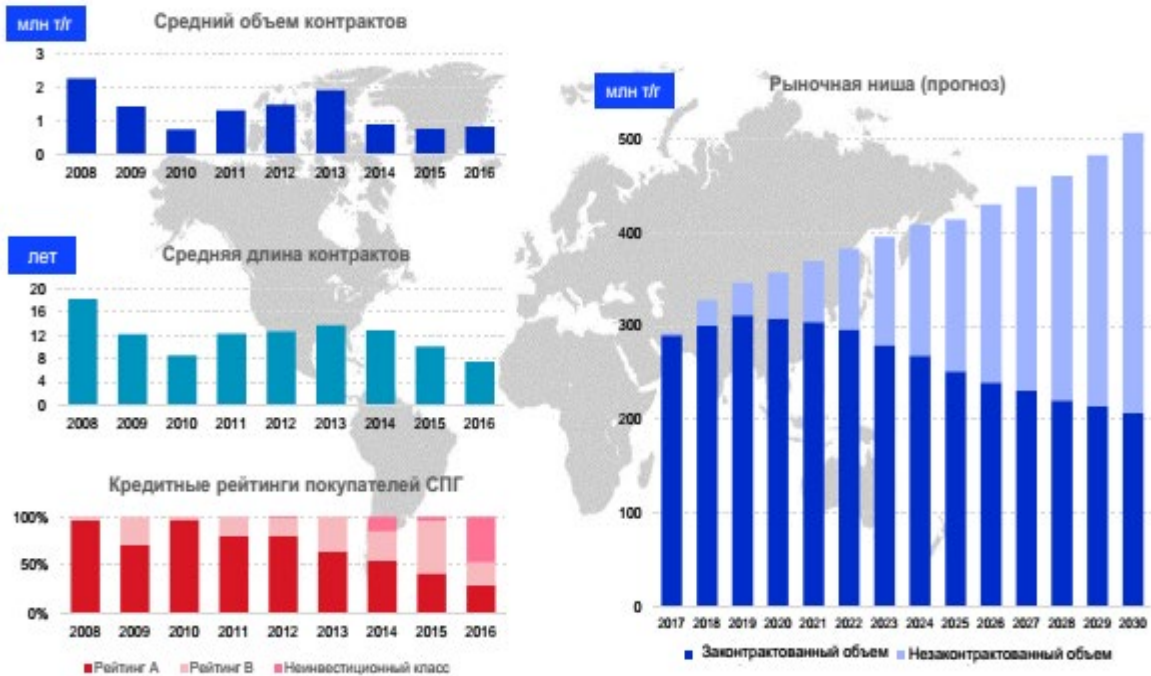 млн т/г
Средний объем контрактов
3
2
1
0
2008 2009 2010 2011 2012 2013 2014 2015 2016
лет
Средняя длина контрактов
20
16
12
8
4
0
2008 2009 2010 2011 2012 2013 2014 2015 2016
Кредитные рейтинги покупателей СПГ
100%
50%
0%
2008 2009 2010 2011 2012 2013 2014 2015 2016
Рейтинг А Рейтинг В Неинвестиционный класс
млн т/г
Рыночная ниша (прогноз)
500
400
300
200
100
0
2017 2018 2019 2020 2021 2022 2023 2024 2025 2026 2027 2028 2029 2030
Законтрактованный объем Незаконтрактованный объем